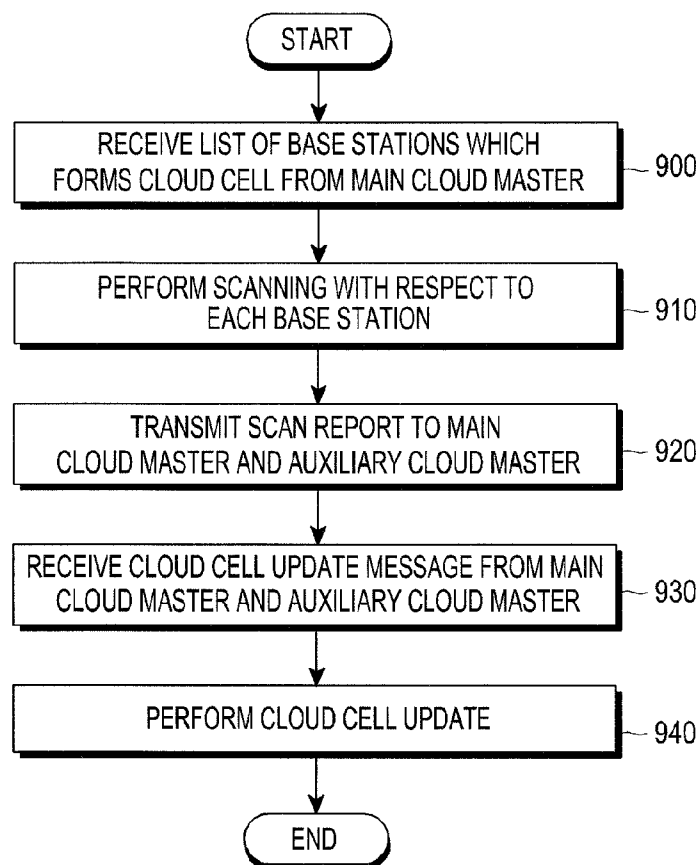 START
RECEIVE LIST OF BASE STATIONS WHICH
FORMS CLOUD CELL FROM MAIN CLOUD MASTER
900
PERFORM SCANNING WITH RESPECT TO
EACH BASE STATION
910
TRANSMIT SCAN REPORT TO MAIN
CLOUD MASTER AND AUXILIARY CLOUD MASTER
920
RECEIVE CLOUD CELL UPDATE MESSAGE FROM MAIN
CLOUD MASTER AND AUXILIARY CLOUD MASTER
930
PERFORM CLOUD CELL UPDATE
940
END